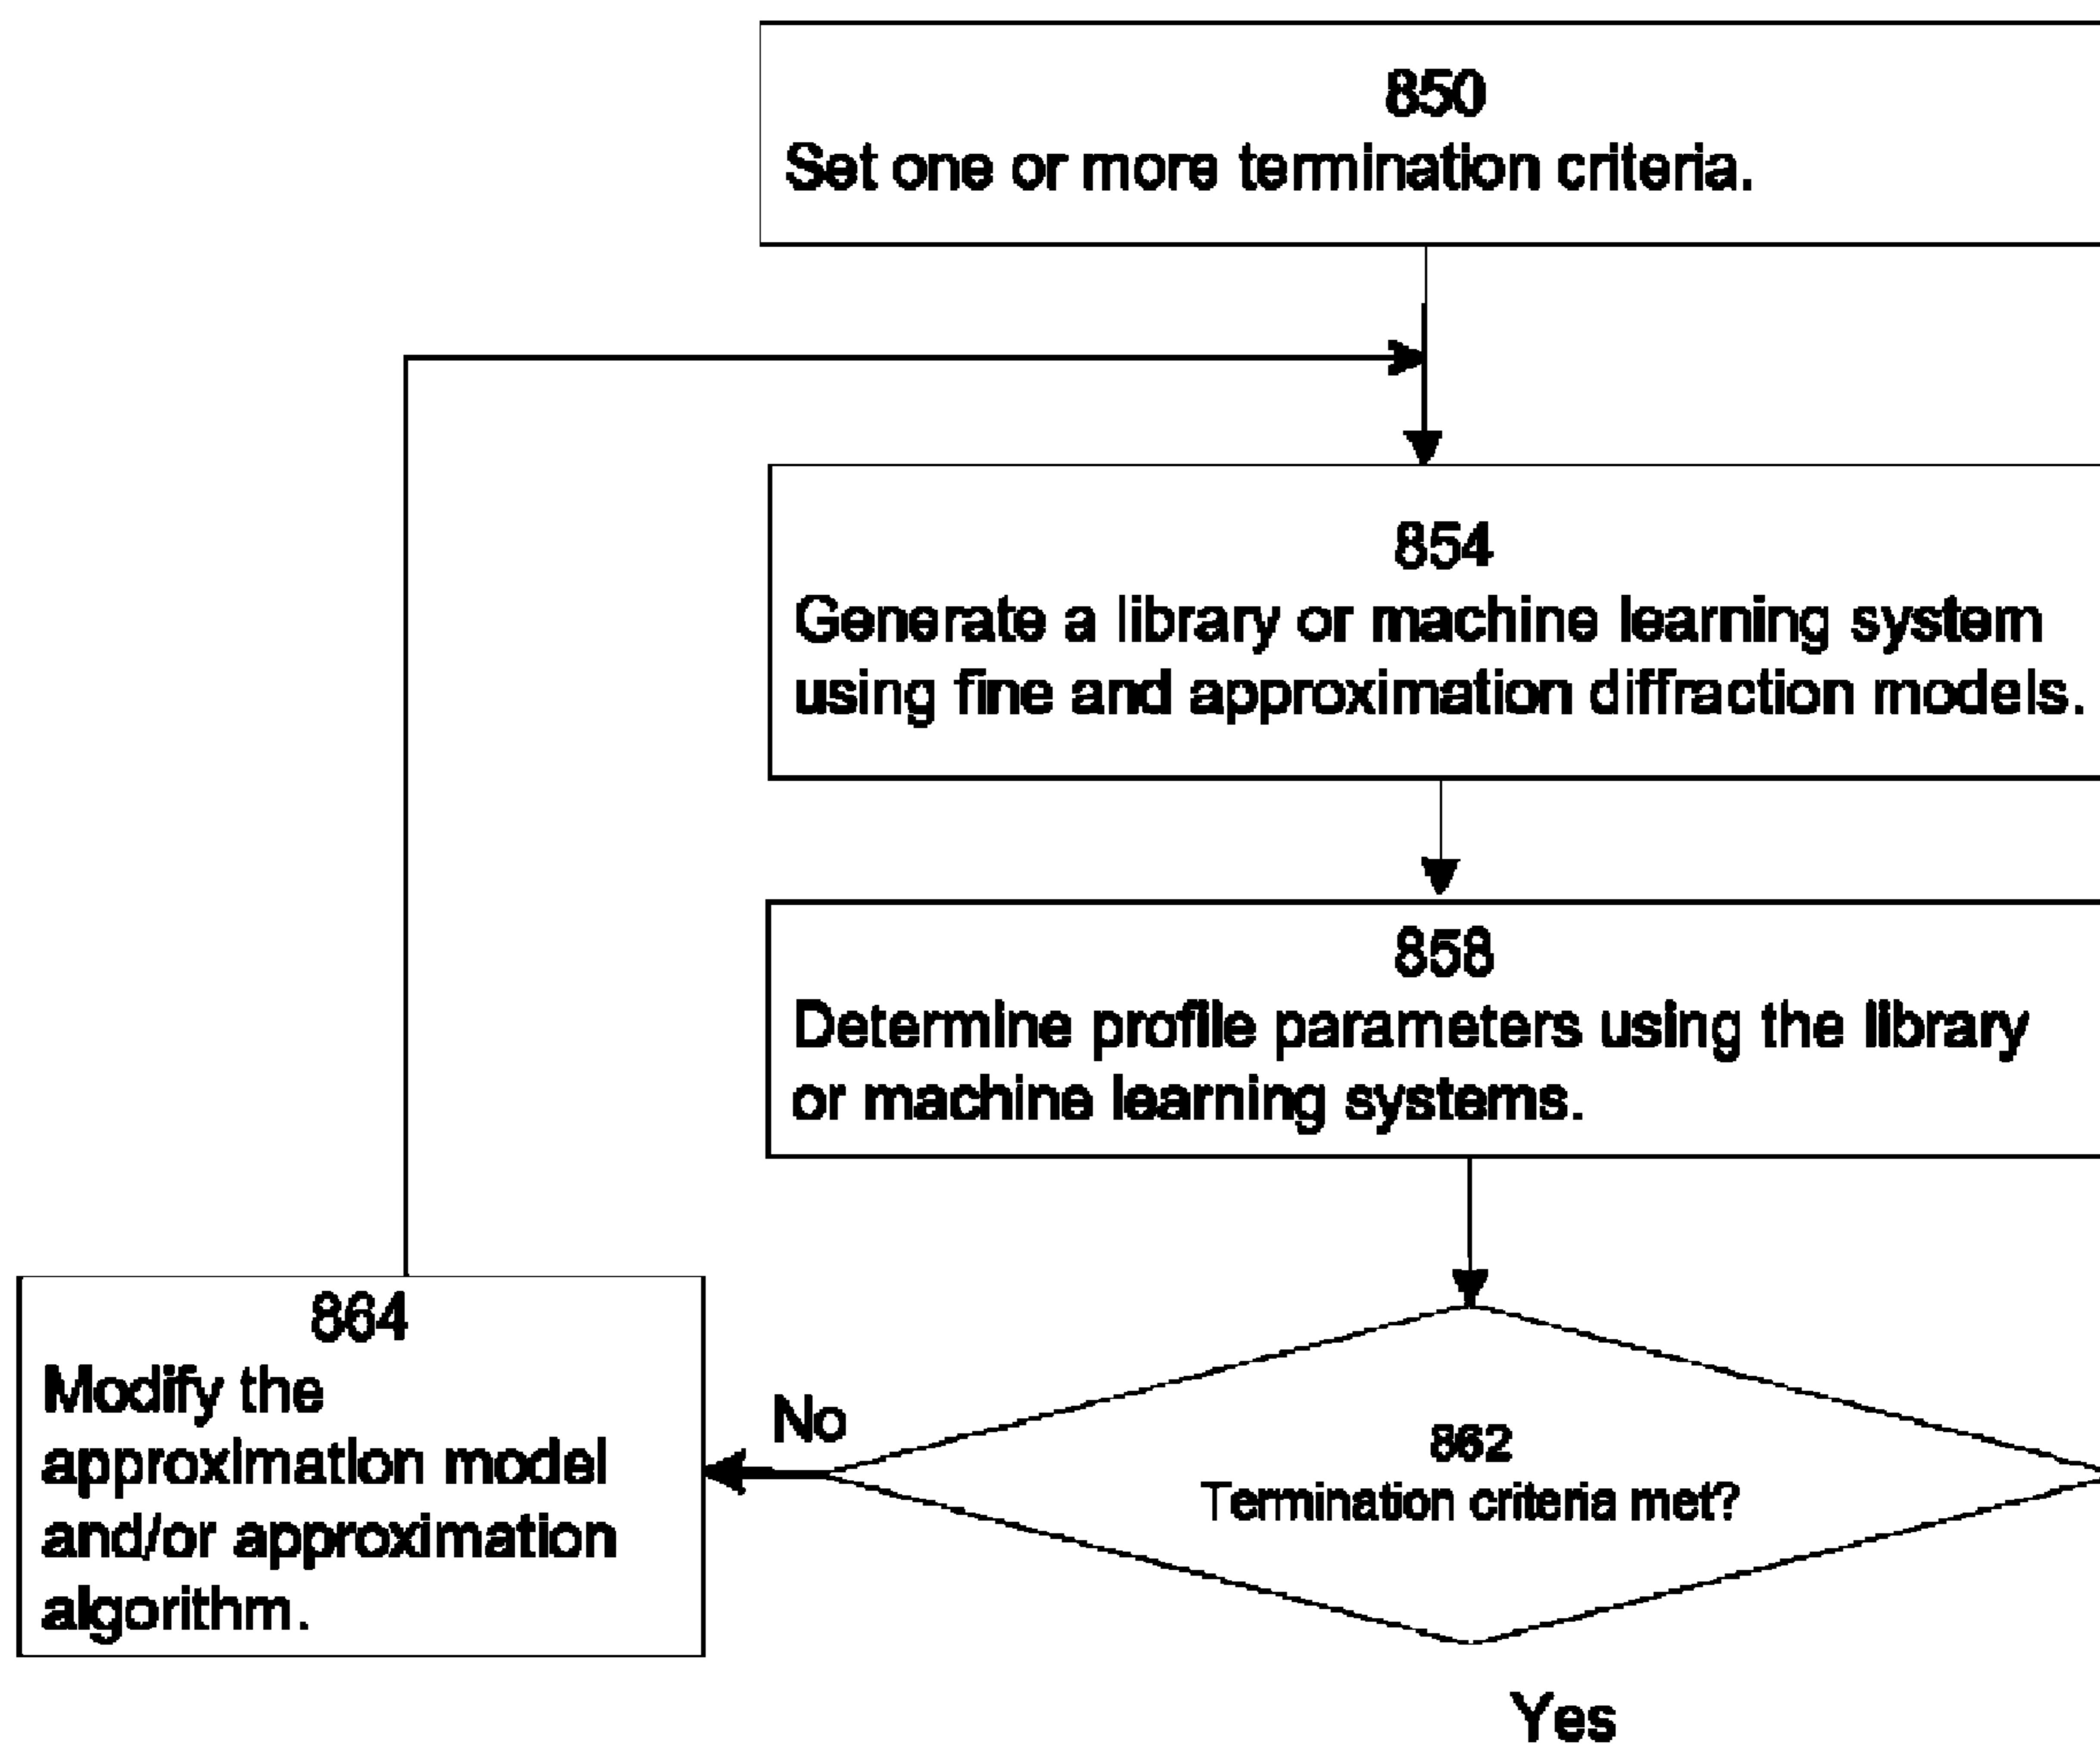 850
Set one or more termination criteria.
854
Generate a library or machine learning system
using fine and approximation diffraction models.
858
Determine profile parameters using the library
or machine learning systems.
862
Termination criteria met?
No
864
Modify the
approximation model
and/or approximation
algorithm.
Yes